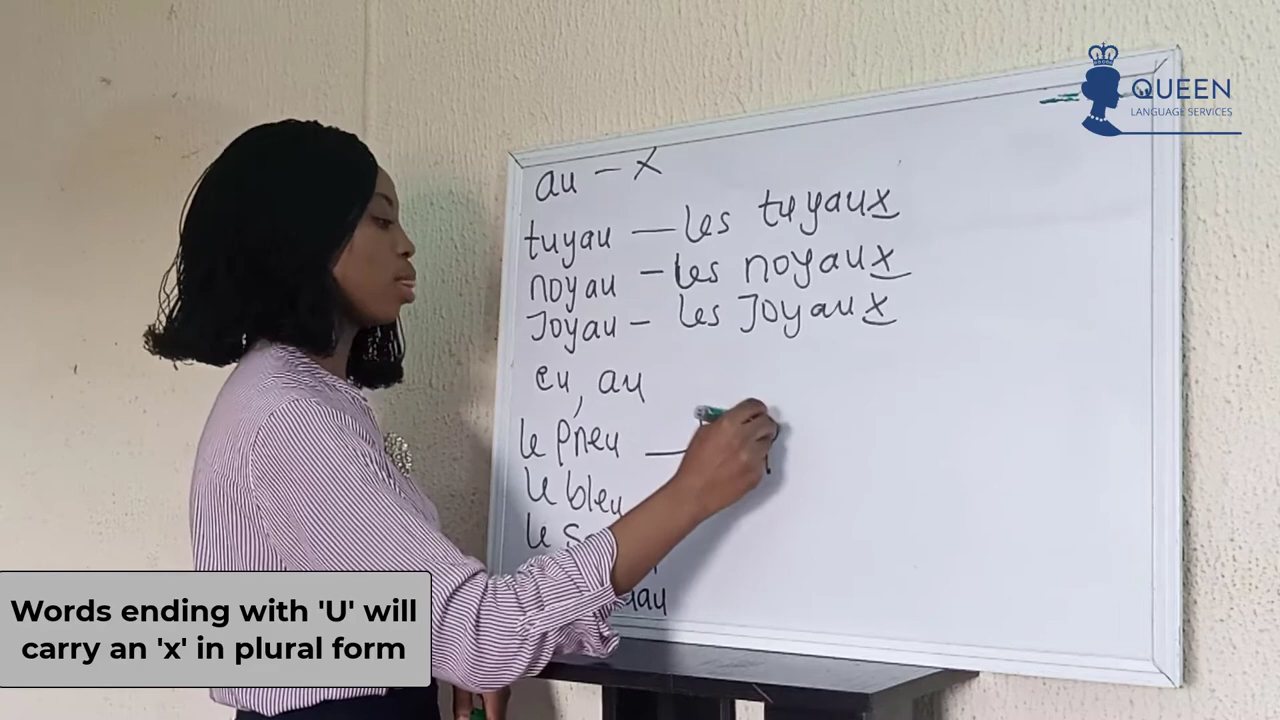 QUEEN
LANGUAGE SERVICES
au – x
tuyau — les tuyaux
noyau – les noyaux
Joyau – les Joyaux
eu, au
le Pneu —
le bleu
le
Words ending with 'U' will
carry an 'x' in plural form